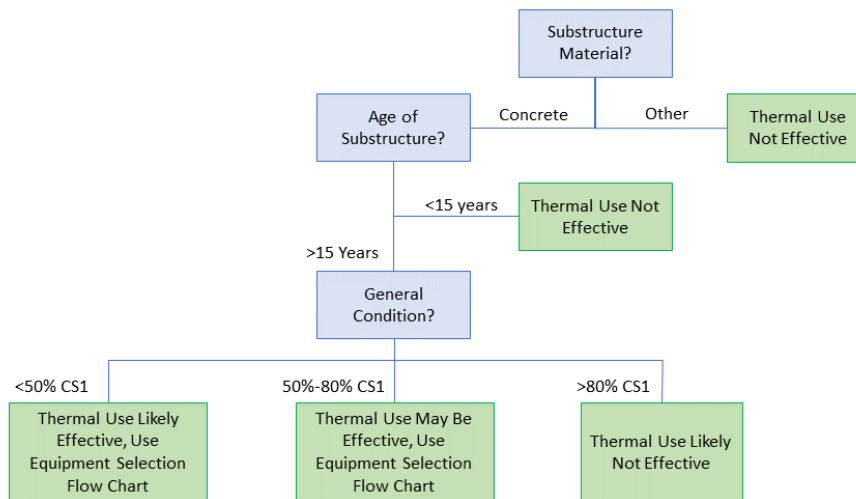 Substructure
Material?
Age of
Substructure?
Concrete
Other
Thermal Use
Not Effective
<15 years
Thermal Use Not
Effective
>15 Years
General
Condition?
<50% CS1
50%-80% CS1
>80% CS1
Thermal Use Likely
Effective, Use
Equipment Selection
Flow Chart
Thermal Use May Be
Effective, Use
Equipment Selection
Flow Chart
Thermal Use Likely
Not Effective